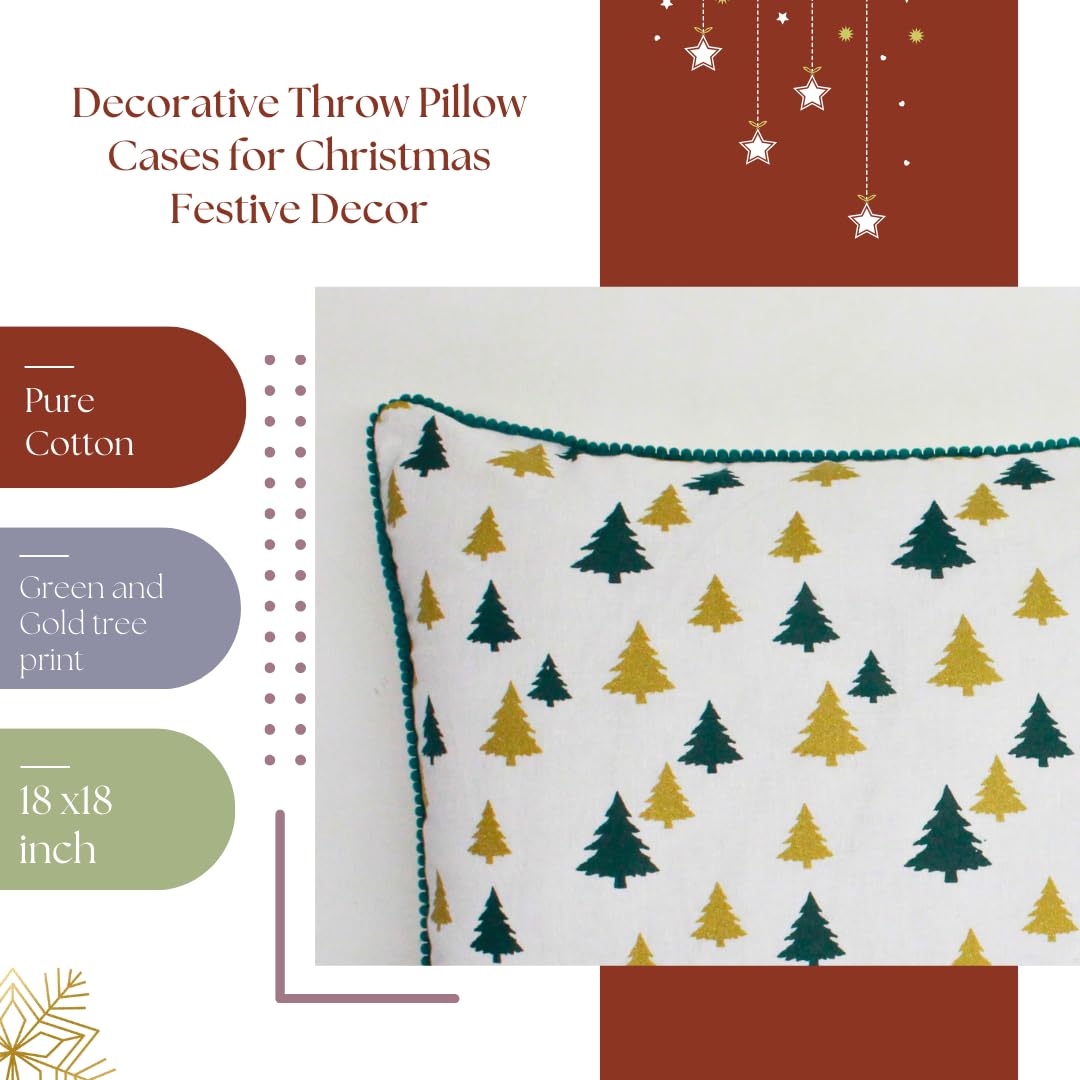 Decorative Throw Pillow
Cases for Christmas
Festive Decor
Pure
Cotton
Green and
Gold tree
print
18 x18
inch